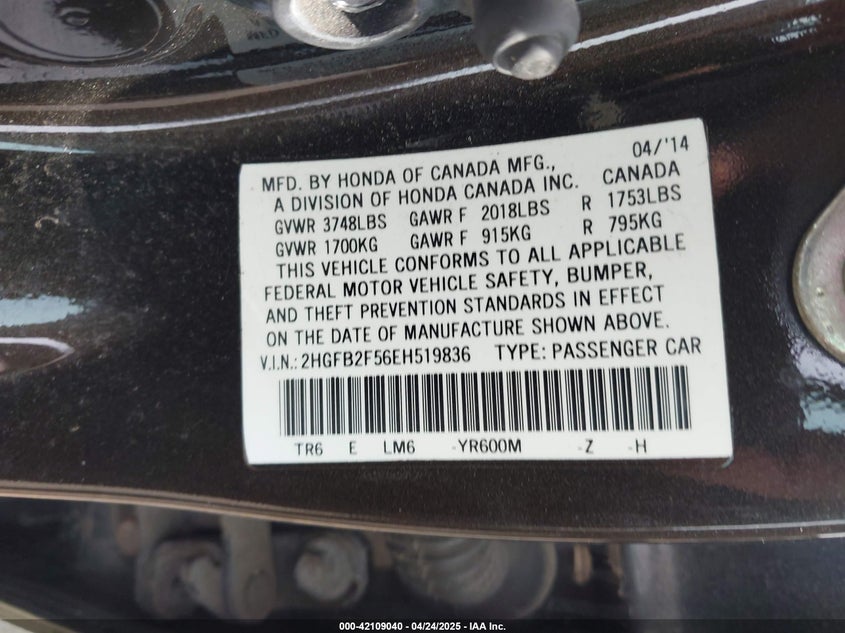 04/'14
MFD. BY HONDA OF CANADA MFG.,
A DIVISION OF HONDA CANADA INC. CANADA
GVWR 3748LBS GAWR F 2018LBS R 1753LBS
GVWR 1700KG GAWR F 915KG R 795KG
THIS VEHICLE CONFORMS TO ALL APPLICABLE
FEDERAL MOTOR VEHICLE SAFETY, BUMPER,
AND THEFT PREVENTION STANDARDS IN EFFECT
ON THE DATE OF MANUFACTURE SHOWN ABOVE.
V.I.N.: 2HGFB2F56EH519836 TYPE: PASSENGER CAR
TR6 E LM6 -YR600M -Z -H
000-42109040 - 04/24/2025 - IAA Inc.